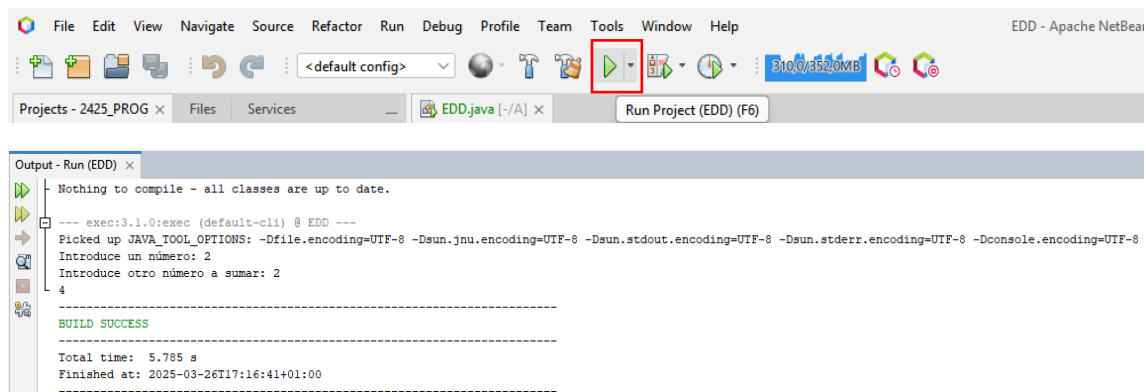 File Edit View Navigate Source Refactor Run Debug Profile Team Tools Window Help EDD - Apache NetBear
<default config> 310,0/352,0MB
Projects - 2425_PROG Files Services EDD.java [-/A] Run Project (EDD) (F6)
Output - Run (EDD)
Nothing to compile - all classes are up to date.
--- exec:3.1.0:exec (default-cli) @ EDD ---
Picked up JAVA_TOOL_OPTIONS: -Dfile.encoding=UTF-8 -Dsun.jnu.encoding=UTF-8 -Dsun.stdout.encoding=UTF-8 -Dsun.stderr.encoding=UTF-8 -Dconsole.encoding=UTF-8
Introduce un número: 2
Introduce otro número a sumar: 2
4
------------------------------------------------------------------------
BUILD SUCCESS
------------------------------------------------------------------------
Total time:  5.785 s
Finished at: 2025-03-26T17:16:41+01:00
------------------------------------------------------------------------